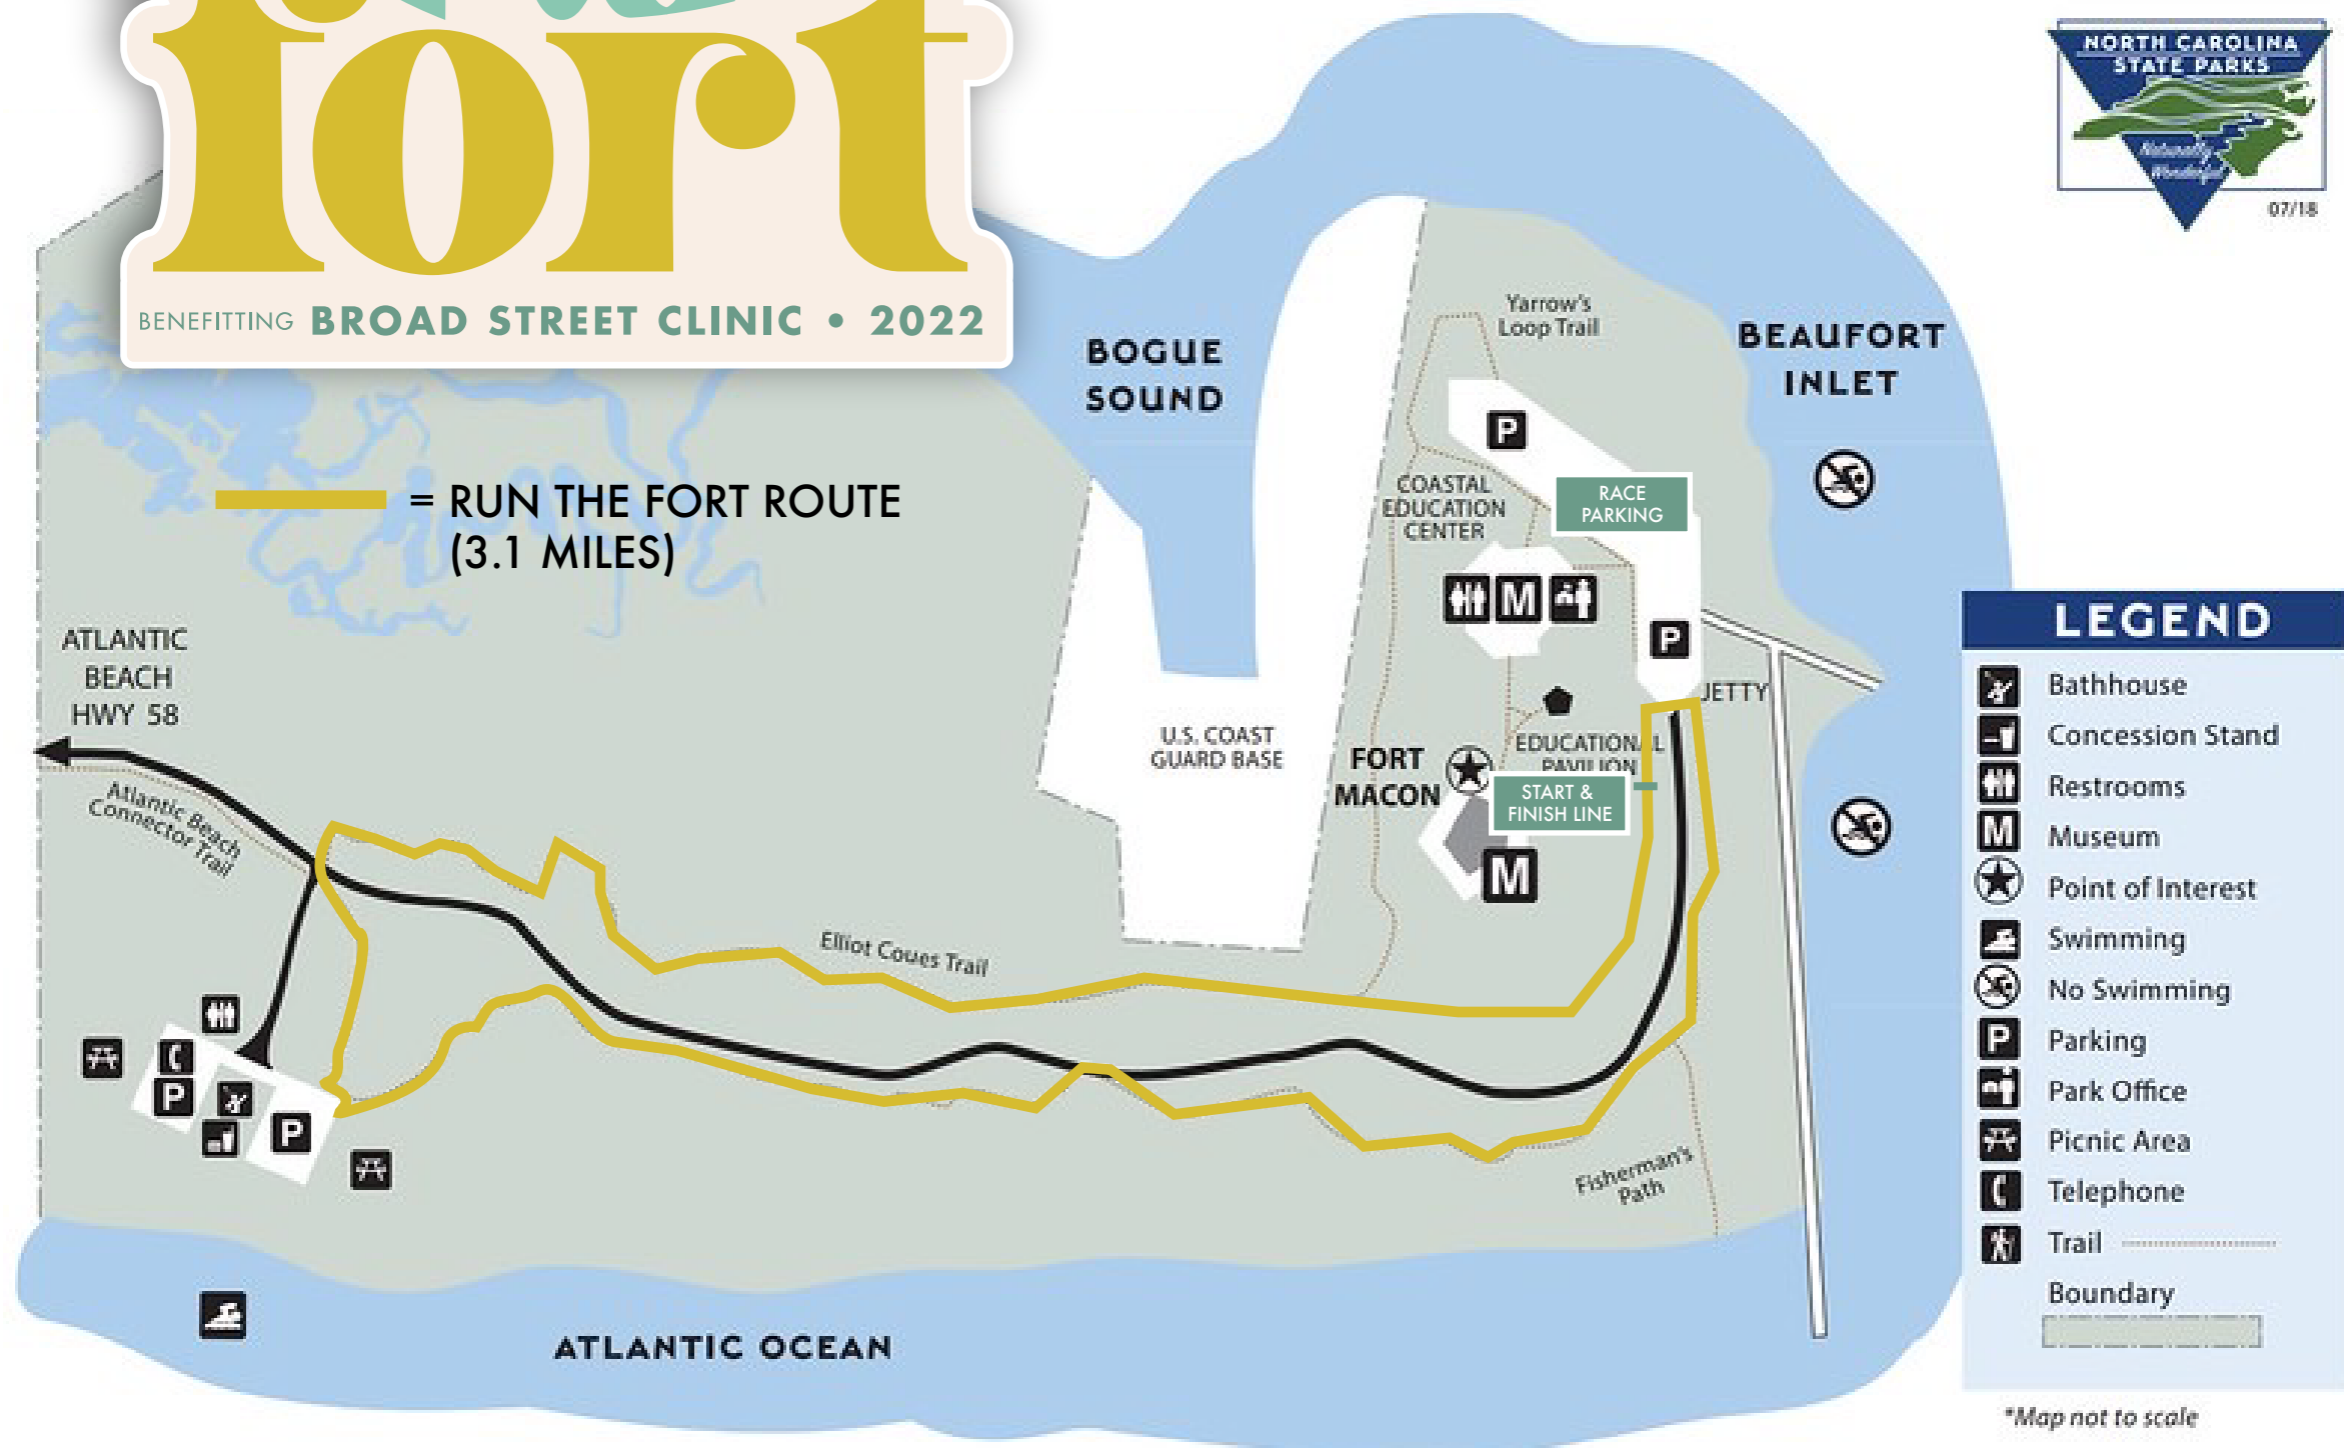 fort
BENEFITTING BROAD STREET CLINIC • 2022
NORTH CAROLINA
STATE PARKS
Naturally
Wonderful
07/18
Yarrow's
Loop Trail
BOGUE
SOUND
BEAUFORT
INLET
P
= RUN THE FORT ROUTE
(3.1 MILES)
COASTAL
EDUCATION
CENTER
RACE
PARKING
M
P
ATLANTIC
BEACH
HWY 58
JETTY
U.S. COAST
GUARD BASE
FORT
MACON
EDUCATIONAL
PAVILION
START &
FINISH LINE
M
Atlantic Beach
Connector Trail
Elliot Coues Trail
P
P
Fisherman's
Path
ATLANTIC OCEAN
LEGEND
Bathhouse
Concession Stand
Restrooms
M Museum
Point of Interest
Swimming
No Swimming
P Parking
Park Office
Picnic Area
Telephone
Trail
Boundary
*Map not to scale